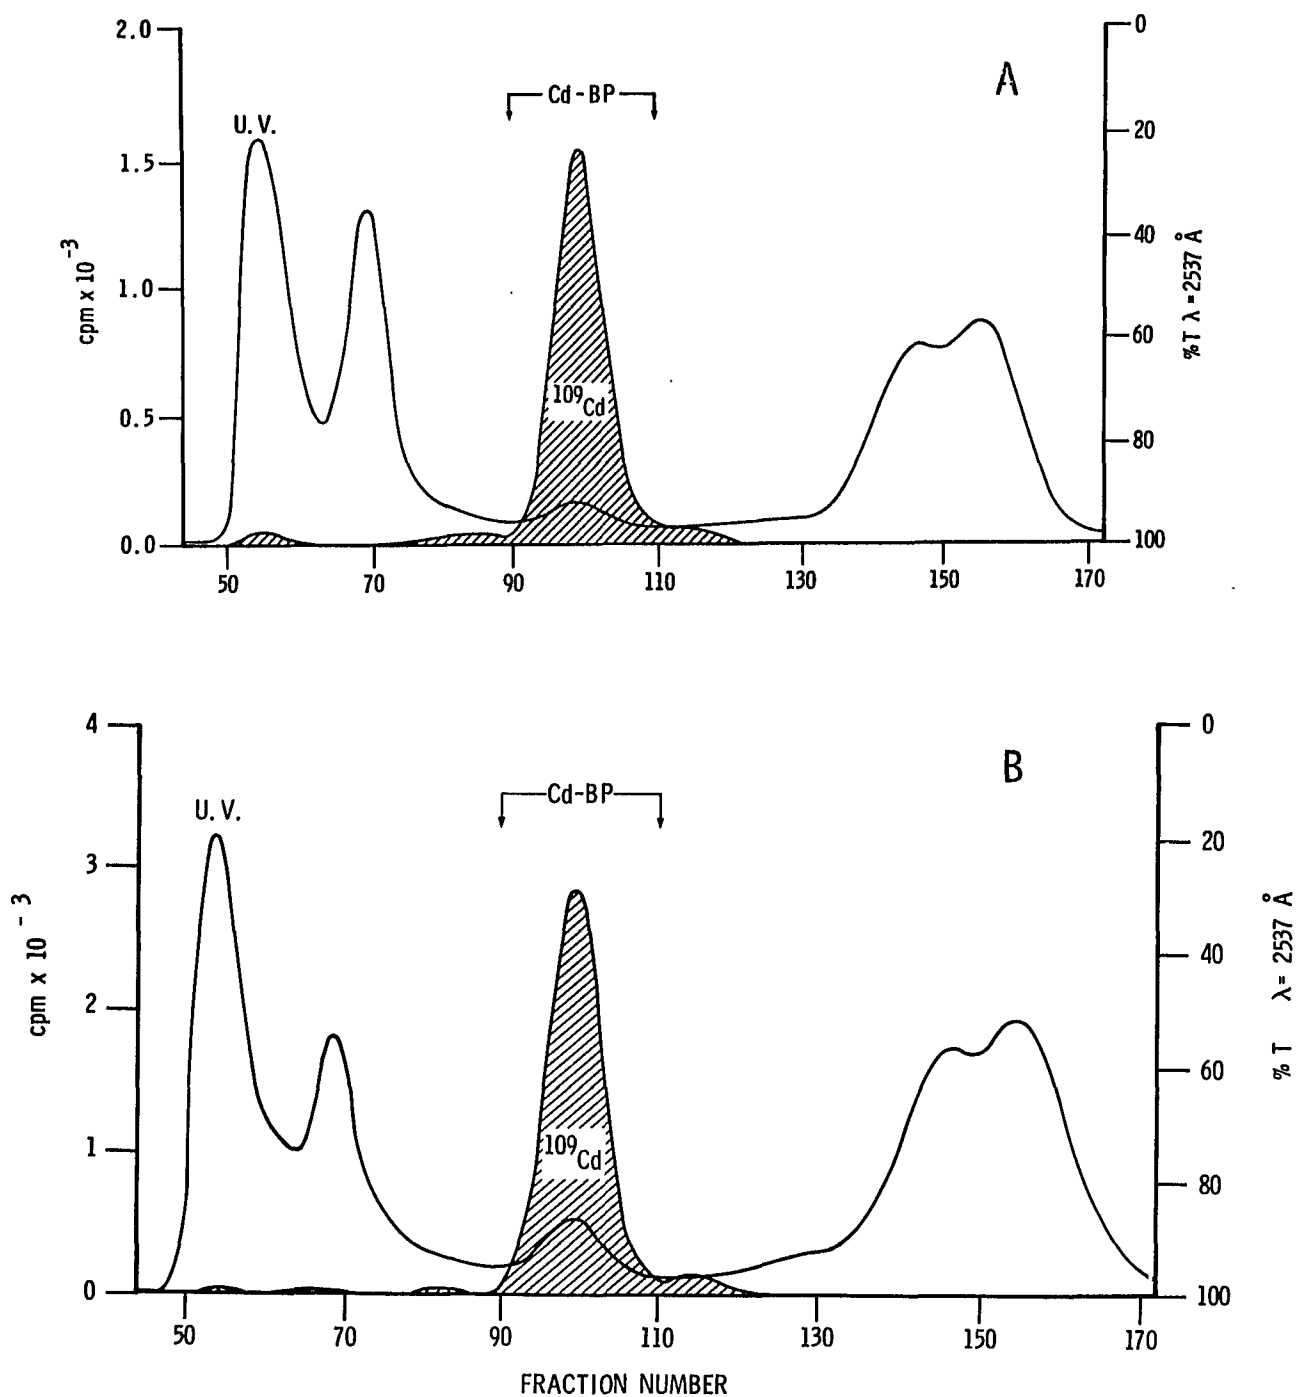 A
2.0
1.5
1.0
0.5
0.0
cpm x 10⁻³
U. V.
Cd-BP
¹⁰⁹Cd
0
20
40
60
80
100
%T λ = 2537 Å
50 70 90 110 130 150 170
B
4
3
2
1
0
cpm x 10⁻³
U. V.
Cd-BP
¹⁰⁹Cd
0
20
40
60
80
100
% T λ = 2537 Å
50 70 90 110 130 150 170
FRACTION NUMBER